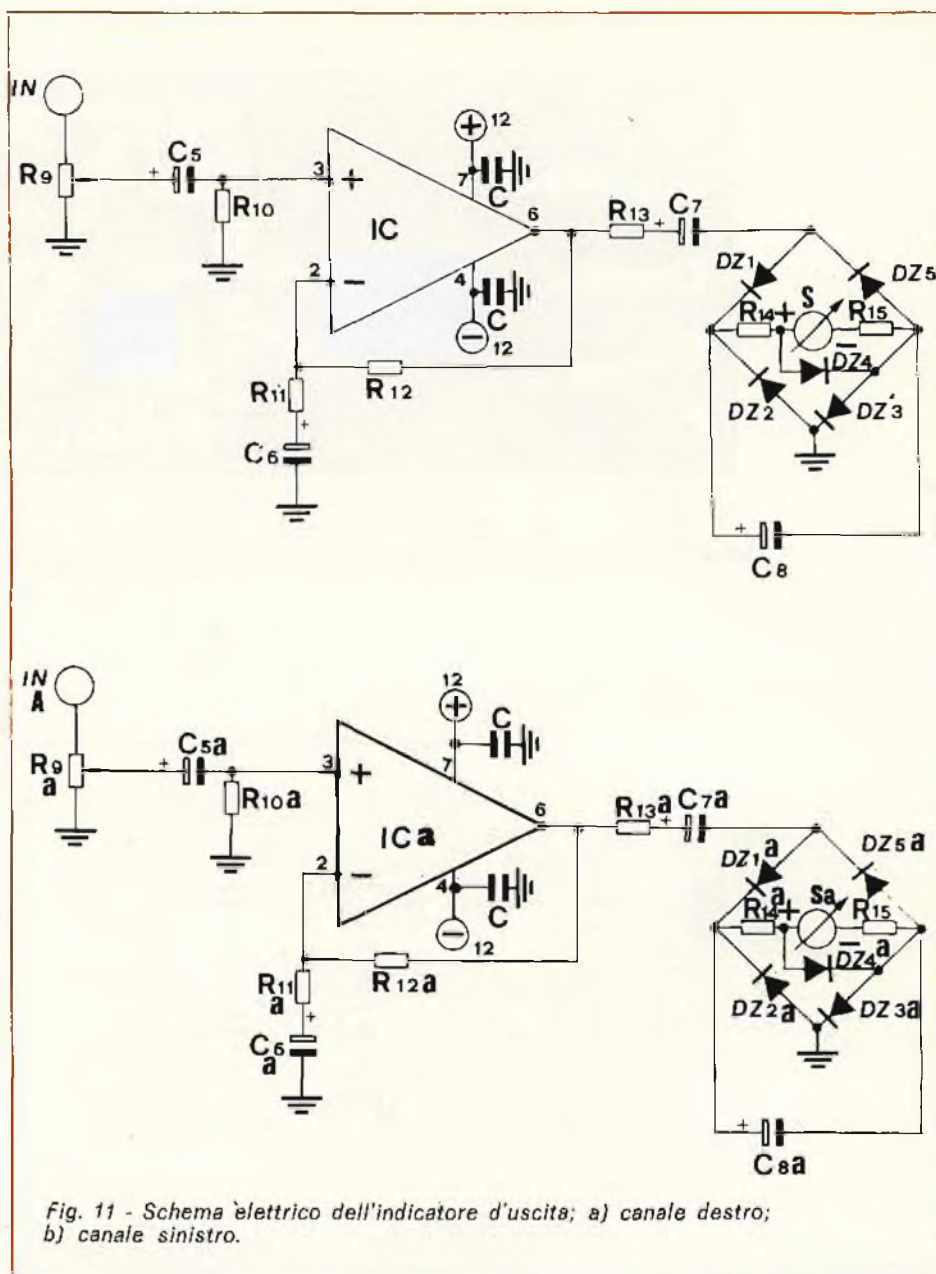 IN
12
R9
C5
3
+
7
C
R10
IC
6
R13
+
C7
2
−
4
C
12
DZ1
DZ5
S
R14
+
R15
−
DZ4
R11
R12
DZ2
DZ3
+
C6
+
C8
IN
A
12
R9
a
C5a
3
+
7
C
R10a
ICa
6
R13a
+
C7a
2
−
4
C
12
DZ1
a
DZ5a
a
Sa
R14
+
R15
−
a
DZ4
R11
a
R12a
DZ2
a
DZ3a
+
C6
a
+
C8a
Fig. 11 - Schema elettrico dell'indicatore d'uscita; a) canale destro;
b) canale sinistro.